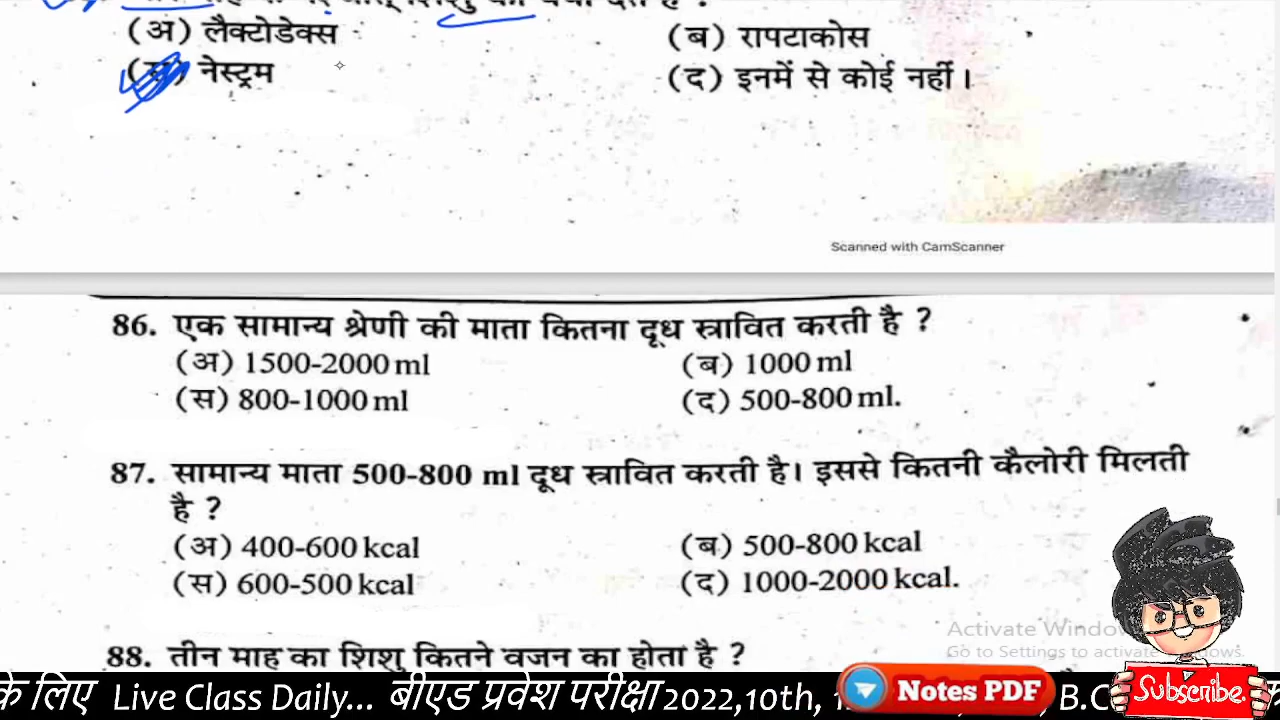 (अ) लैक्टोडेक्स (ब) रापटाकोस
नेस्ट्रम (द) इनमें से कोई नहीं।
Scanned with CamScanner
86. एक सामान्य श्रेणी की माता कितना दूध स्त्रावित करती है ?
(अ) 1500-2000 ml (ब) 1000 ml
(स) 800-1000 ml (द) 500-800 ml.
87. सामान्य माता 500-800 ml दूध स्त्रावित करती है। इससे कितनी कैलोरी मिलती
है ?
(अ) 400-600 kcal (ब) 500-800 kcal
(स) 600-500 kcal (द) 1000-2000 kcal.
88. तीन माह का शिशु कितने वजन का होता है ?
Activate
Go to Settings to activate
के लिए Live Class Daily... बीएड प्रवेश परीक्षा 2022,10th,
Notes PDF
Subscribe